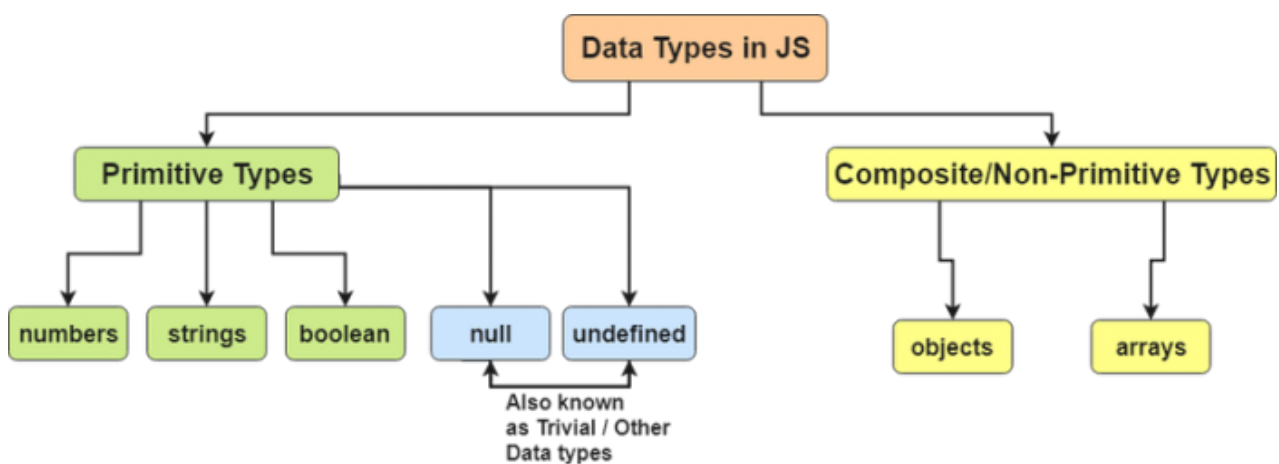 Data Types in JS
Primitive Types
Composite/Non-Primitive Types
numbers
strings
boolean
null
undefined
objects
arrays
Also known
as Trivial / Other
Data types